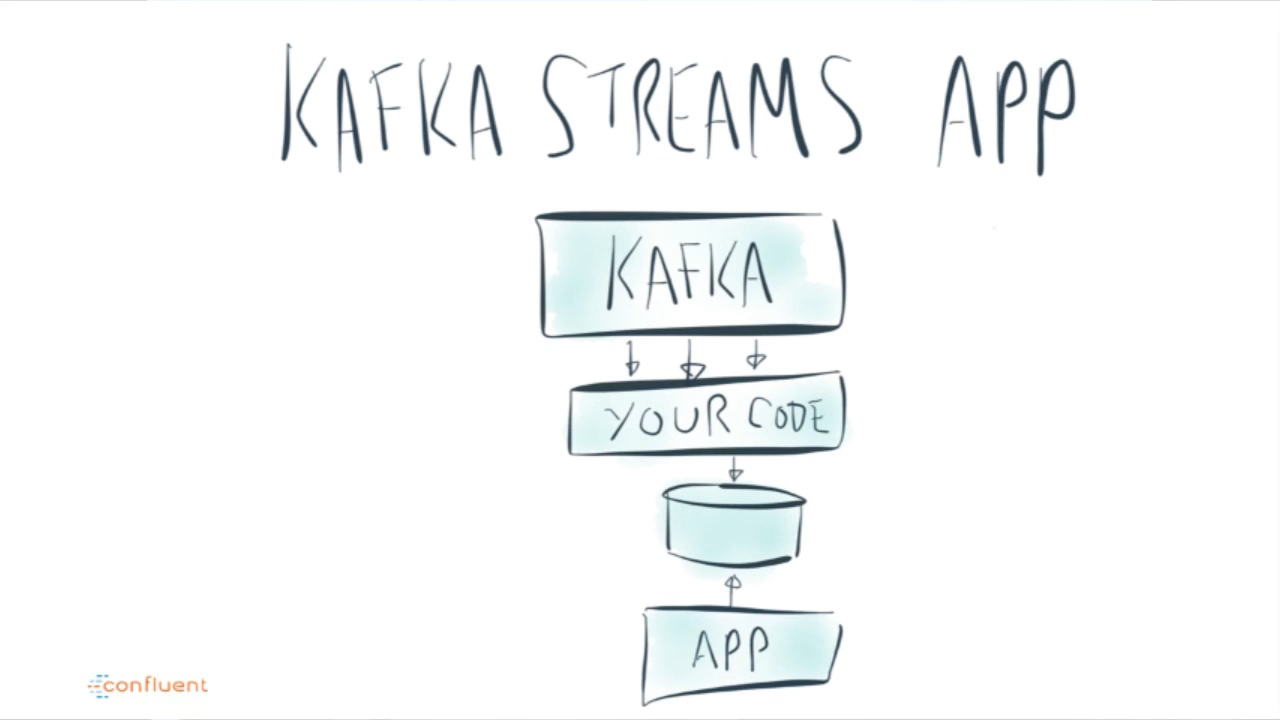 KAFKA STREAMS APP
KAFKA
YOUR CODE
APP
confluent